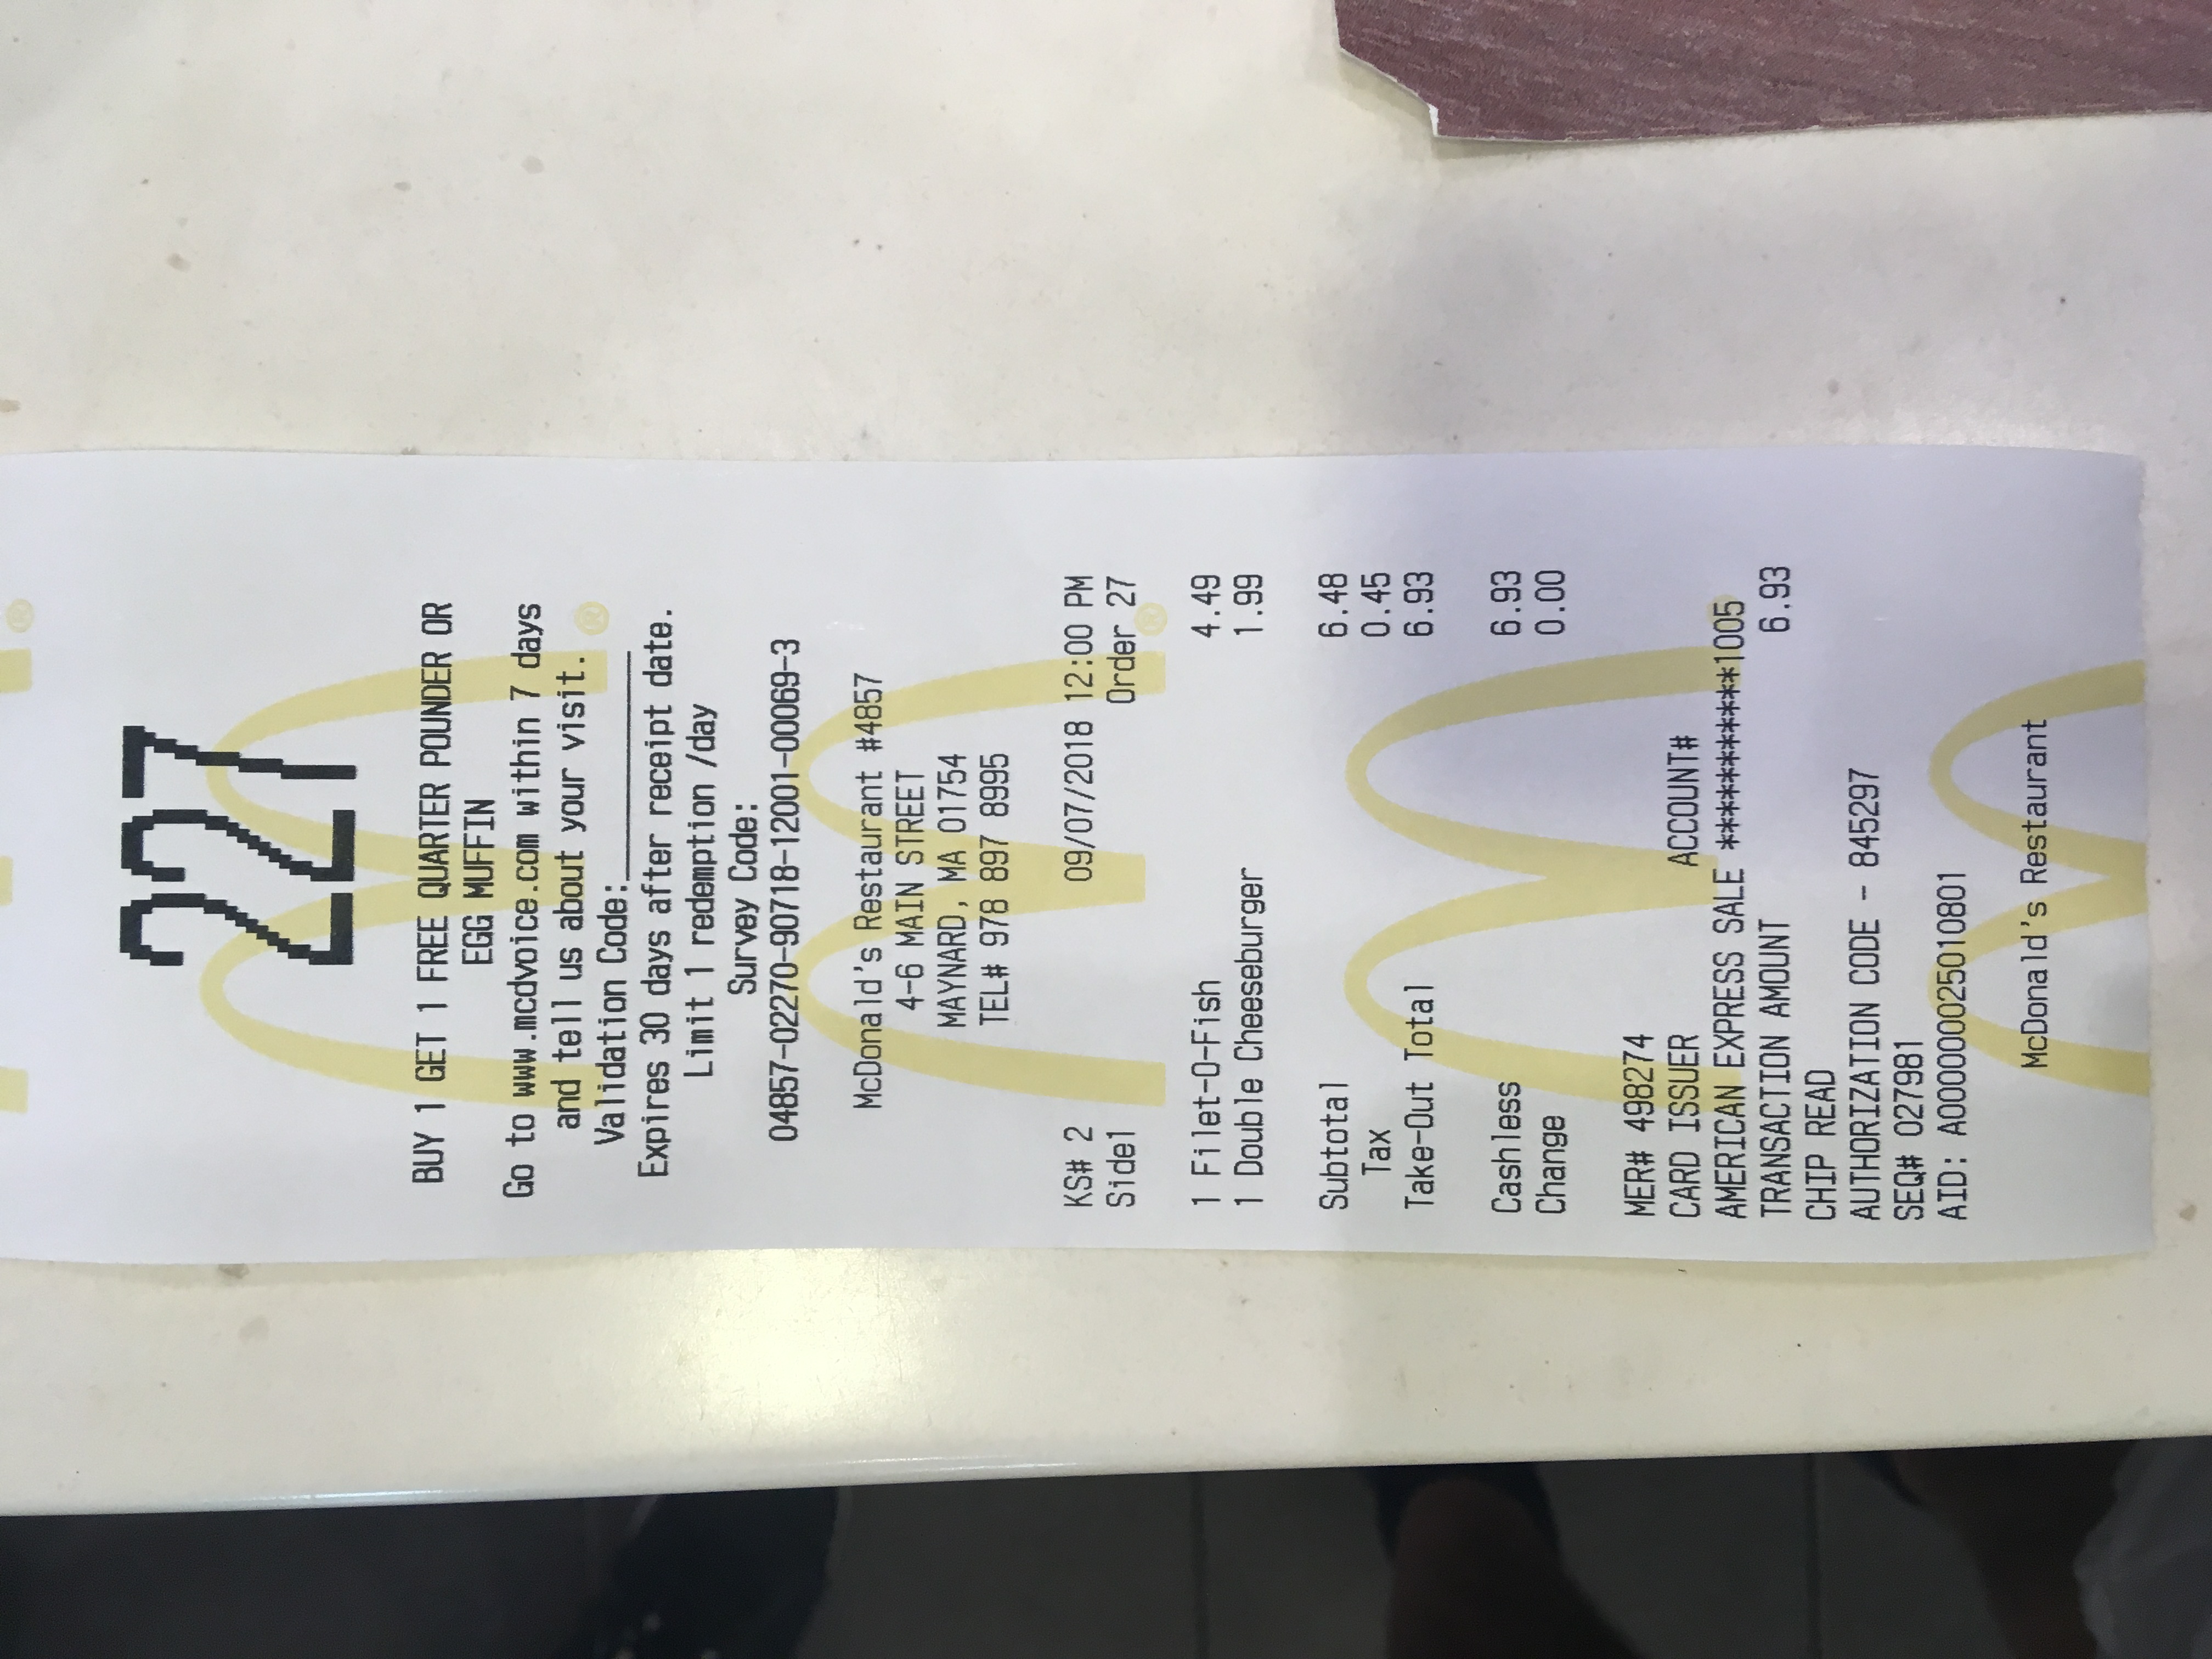 227
BUY 1 GET 1 FREE QUARTER POUNDER OR
EGG MUFFIN
Go to www.mcdvoice.com within 7 days
and tell us about your visit.
Validation Code:__________
Expires 30 days after receipt date.
Limit 1 redemption /day
Survey Code:
04857-02270-90718-12001-00069-3
McDonald's Restaurant #4857
4-6 MAIN STREET
MAYNARD, MA 01754
TEL# 978 897 8995
KS# 2 09/07/2018 12:00 PM
Side1 Order 27
1 Filet-O-Fish 4.49
1 Double Cheeseburger 1.99
Subtotal 6.48
Tax 0.45
Take-Out Total 6.93
Cashless 6.93
Change 0.00
MER# 498274
CARD ISSUER ACCOUNT#
AMERICAN EXPRESS SALE ***********1005
TRANSACTION AMOUNT 6.93
CHIP READ
AUTHORIZATION CODE - 845297
SEQ# 027981
AID: A000000025010801
McDonald's Restaurant